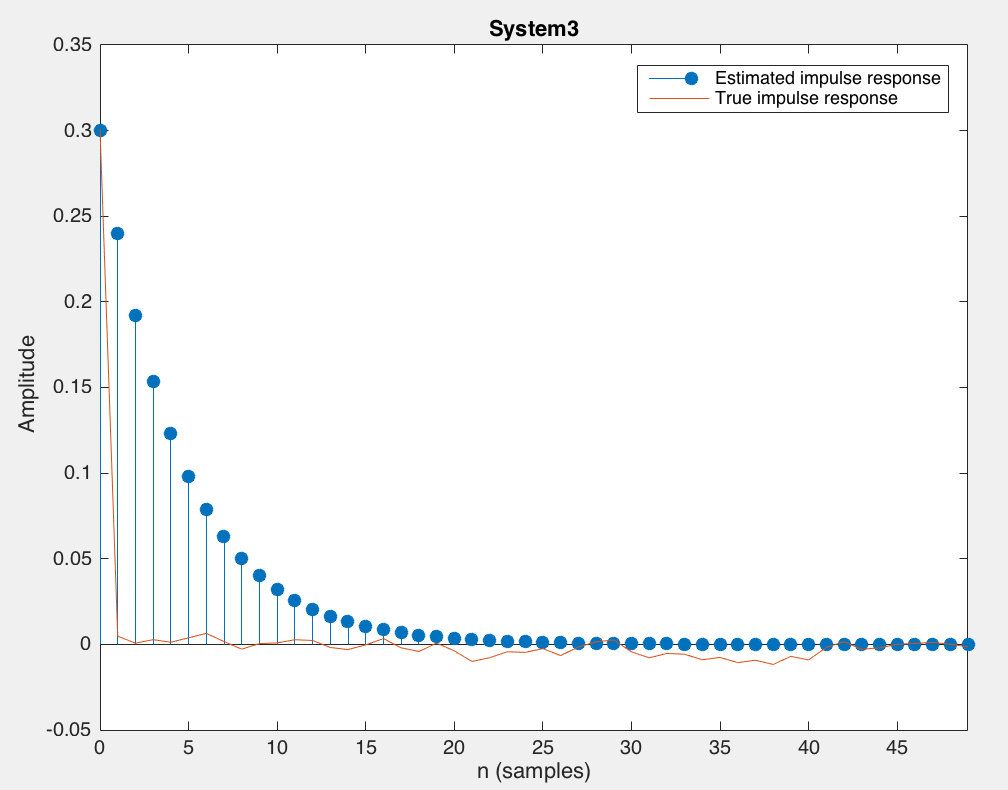 System3
0.35
0.3
0.25
0.2
0.15
0.1
0.05
0
-0.05
Amplitude
Estimated impulse response
True impulse response
0 5 10 15 20 25 30 35 40 45
n (samples)